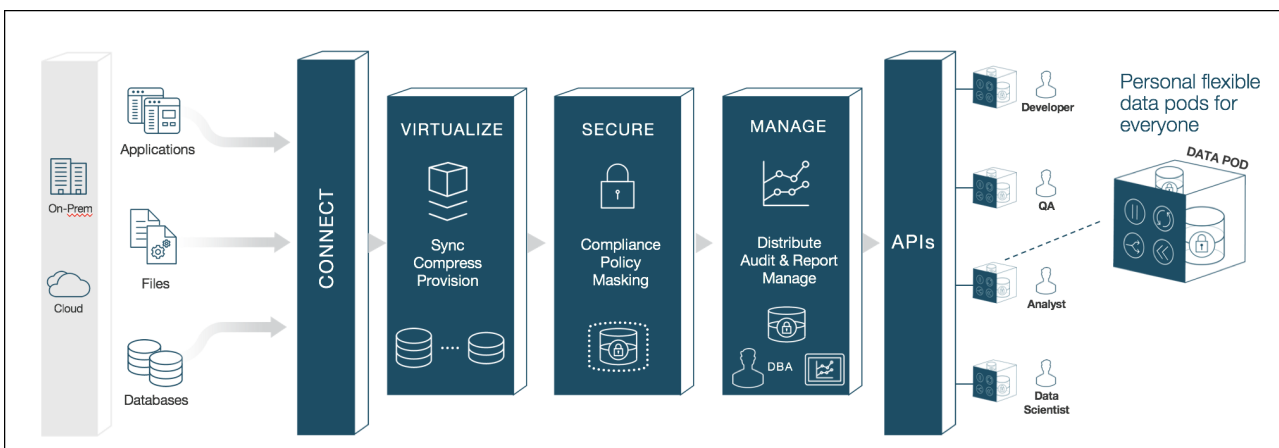 On-Prem
Cloud
Applications
Files
Databases
CONNECT
VIRTUALIZE
Sync
Compress
Provision
SECURE
Compliance
Policy
Masking
MANAGE
Distribute
Audit & Report
Manage
DBA
APIs
Developer
QA
Analyst
Data
Scientist
Personal flexible
data pods for
everyone
DATA POD